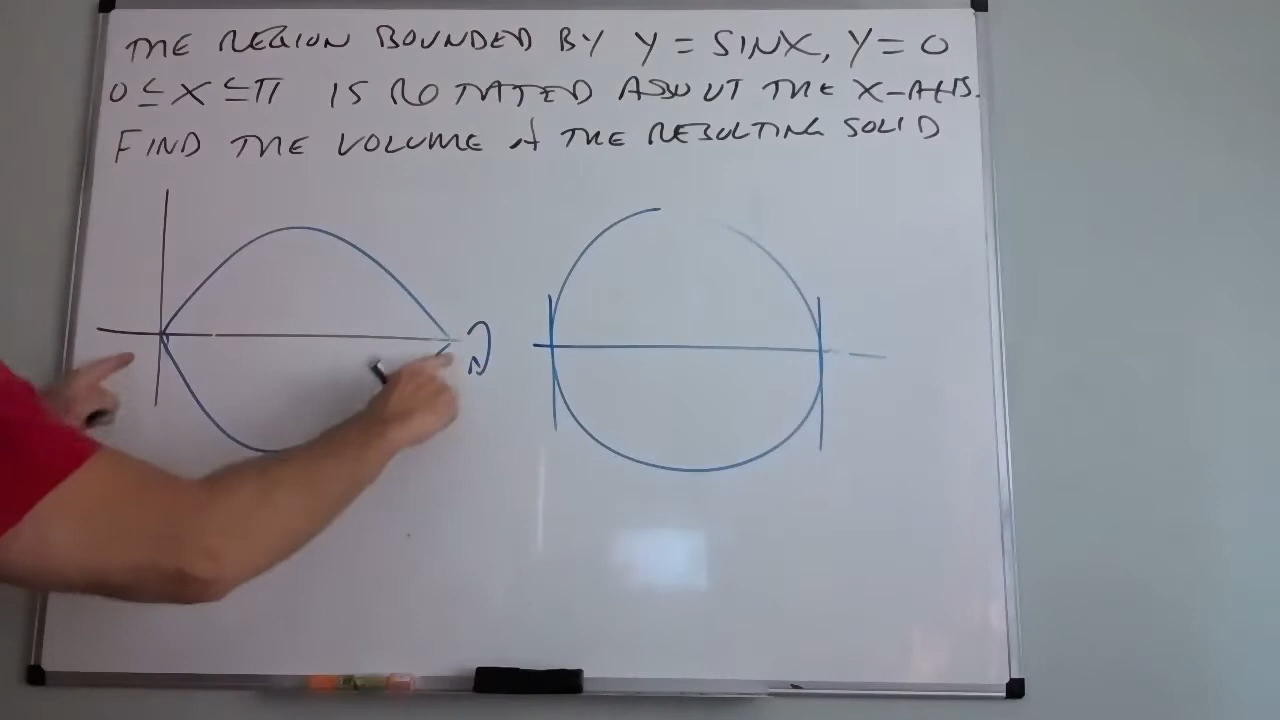 THE REGION BOUNDED BY Y = SINX, Y = 0
0 ≤ X ≤ π IS ROTATED ABOUT THE X-AXIS.
FIND THE VOLUME of THE RESULTING SOLID